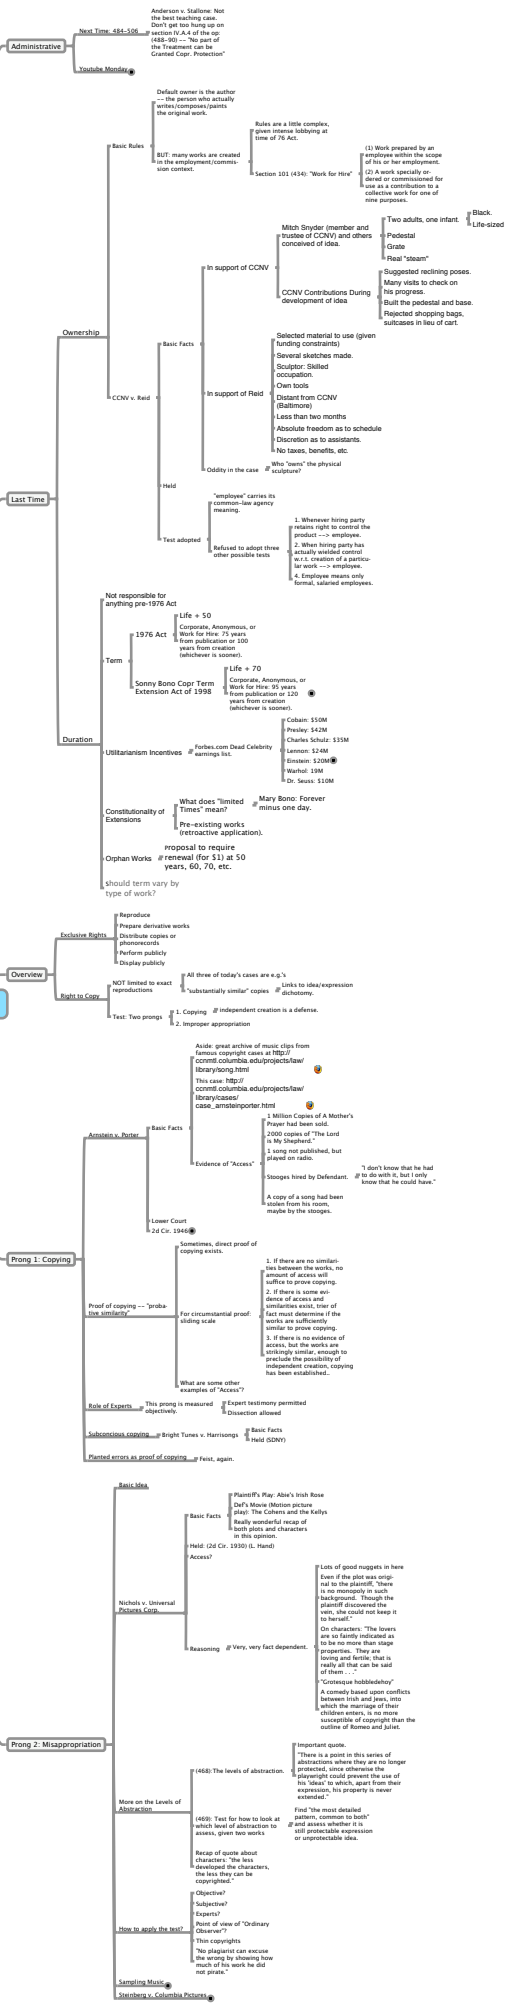 Administrative
Next Time: 484-506
Anderson v. Stallone: Not
the best teaching case.
Don't get too hung up on
section IV.A.4 of the op:
(488-90) -- "No part of
the Treatment can be
Granted Copr. Protection"
Youtube Monday
Last Time
Ownership
Basic Rules
Default owner is the author
-- the person who actually
writes/composes/paints
the original work.
BUT: many works are created
in the employment/commis-
sion context.
Rules are a little complex,
given intense lobbying at
time of 76 Act.
Section 101 (434): "Work for Hire"
(1) Work prepared by an
employee within the scope
of his or her employment.
(2) A work specially or-
dered or commissioned for
use as a contribution to a
collective work for one of
nine purposes.
CCNV v. Reid
Basic Facts
In support of CCNV
Mitch Snyder (member and
trustee of CCNV) and others
conceived of idea.
Two adults, one infant.
Black.
Life-sized
Pedestal
Grate
Real "steam"
CCNV Contributions During
development of idea
Suggested reclining poses.
Many visits to check on
his progress.
Built the pedestal and base.
Rejected shopping bags,
suitcases in lieu of cart.
In support of Reid
Selected material to use (given
funding constraints)
Several sketches made.
Sculptor: Skilled
occupation.
Own tools
Distant from CCNV
(Baltimore)
Less than two months
Absolute freedom as to schedule
Discretion as to assistants.
No taxes, benefits, etc.
Oddity in the case
Who "owns" the physical
sculpture?
Held
Test adopted
"employee" carries its
common-law agency
meaning.
Refused to adopt three
other possible tests
1. Whenever hiring party
retains right to control the
product --> employee.
2. When hiring party has
actually wielded control
w.r.t. creation of a particu-
lar work --> employee.
4. Employee means only
formal, salaried employees.
Duration
Not responsible for
anything pre-1976 Act
Term
1976 Act
Life + 50
Corporate, Anonymous, or
Work for Hire: 75 years
from publication or 100
years from creation
(whichever is sooner).
Sonny Bono Copr Term
Extension Act of 1998
Life + 70
Corporate, Anonymous, or
Work for Hire: 95 years
from publication or 120
years from creation
(whichever is sooner).
Utilitarianism Incentives
Forbes.com Dead Celebrity
earnings list.
Cobain: $50M
Presley: $42M
Charles Schulz: $35M
Lennon: $24M
Einstein: $20M
Warhol: 19M
Dr. Seuss: $10M
Constitutionality of
Extensions
What does "limited
Times" mean?
Mary Bono: Forever
minus one day.
Pre-existing works
(retroactive application).
Orphan Works
Proposal to require
renewal (for $1) at 50
years, 60, 70, etc.
Should term vary by
type of work?
Overview
Exclusive Rights
Reproduce
Prepare derivative works
Distribute copies or
phonorecords
Perform publicly
Display publicly
Right to Copy
NOT limited to exact
reproductions
All three of today's cases are e.g.'s
"substantially similar" copies
Links to idea/expression
dichotomy.
Test: Two prongs
1. Copying
independent creation is a defense.
2. Improper appropriation
Prong 1: Copying
Arnstein v. Porter
Basic Facts
Aside: great archive of music clips from
famous copyright cases at http://
ccnmtl.columbia.edu/projects/law/
library/song.html
This case: http://
ccnmtl.columbia.edu/projects/law/
library/cases/
case_arnsteinporter.html
Evidence of "Access"
1 Million Copies of A Mother's
Prayer had been sold.
2000 copies of "The Lord
is My Shepherd."
1 song not published, but
played on radio.
Stooges hired by Defendant.
"I don't know that he had
to do with it, but I only
know that he could have."
A copy of a song had been
stolen from his room,
maybe by the stooges.
Lower Court
2d Cir. 1946
Proof of copying -- "proba-
tive similarity"
Sometimes, direct proof of
copying exists.
For circumstantial proof:
sliding scale
1. If there are no similari-
ties between the works, no
amount of access will
suffice to prove copying.
2. If there is some evi-
dence of access and
similarities exist, trier of
fact must determine if the
works are sufficiently
similar to prove copying.
3. If there is no evidence of
access, but the works are
strikingly similar, enough to
preclude the possibility of
independent creation, copying
has been established..
What are some other
examples of "Access"?
Role of Experts
This prong is measured
objectively.
Expert testimony permitted
Dissection allowed
Subconcious copying
Bright Tunes v. Harrisongs
Basic Facts
Held (SDNY)
Planted errors as proof of copying
Feist, again.
Prong 2: Misappropriation
Basic Idea
Nichols v. Universal
Pictures Corp.
Basic Facts
Plaintiff's Play: Abie's Irish Rose
Def's Movie (Motion picture
play): The Cohens and the Kellys
Really wonderful recap of
both plots and characters
in this opinion.
Held: (2d Cir. 1930) (L. Hand)
Access?
Reasoning
Very, very fact dependent.
Lots of good nuggets in here
Even if the plot was origi-
nal to the plaintiff, "there
is no monopoly in such
background. Though the
plaintiff discovered the
vein, she could not keep it
to herself."
On characters: "The lovers
are so faintly indicated as
to be no more than stage
properties. They are
loving and fertile; that is
really all that can be said
of them . . ."
"Grotesque hobbledehoy"
A comedy based upon conflicts
between Irish and Jews, into
which the marriage of their
children enters, is no more
susceptible of copyright than the
outline of Romeo and Juliet.
More on the Levels of
Abstraction
(468):The levels of abstraction.
Important quote.
"There is a point in this series of
abstractions where they are no longer
protected, since otherwise the
playwright could prevent the use of
his 'ideas' to which, apart from their
expression, his property is never
extended."
(469): Test for how to look at
which level of abstraction to
assess, given two works
Find "the most detailed
pattern, common to both"
and assess whether it is
still protectable expression
or unprotectable idea.
Recap of quote about
characters: "the less
developed the characters,
the less they can be
copyrighted."
How to apply the test?
Objective?
Subjective?
Experts?
Point of view of "Ordinary
Observer"?
Thin copyrights
"No plagiarist can excuse
the wrong by showing how
much of his work he did
not pirate."
Sampling Music
Steinberg v. Columbia Pictures